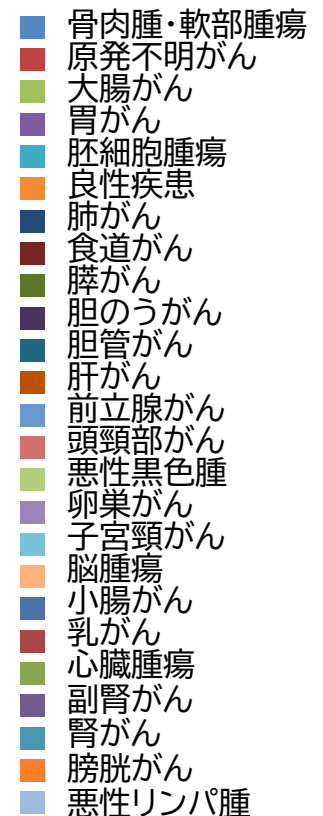 骨肉腫・軟部腫瘍
原発不明がん
大腸がん
胃がん
胚細胞腫瘍
良性疾患
肺がん
食道がん
膵がん
胆のうがん
胆管がん
肝がん
前立腺がん
頭頸部がん
悪性黒色腫
卵巣がん
子宮頸がん
脳腫瘍
小腸がん
乳がん
心臓腫瘍
副腎がん
腎がん
膀胱がん
悪性リンパ腫